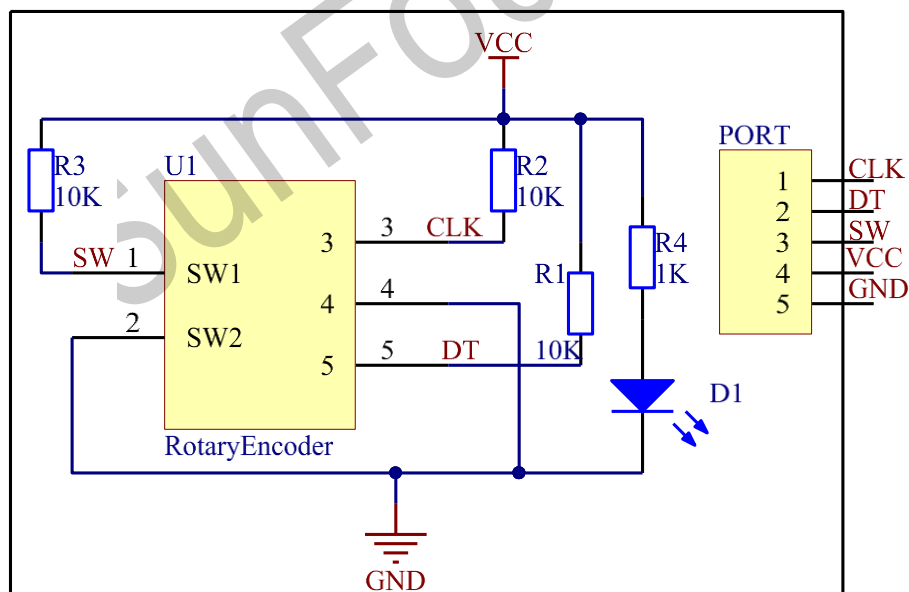 SunFou
VCC
PORT
R3
10K
U1
R2
10K
1 CLK
2 DT
3 SW
4 VCC
5 GND
SW 1
SW1
3 3 CLK
R1
10K
R4
1K
4 4
2
SW2
5 5 DT
D1
RotaryEncoder
GND